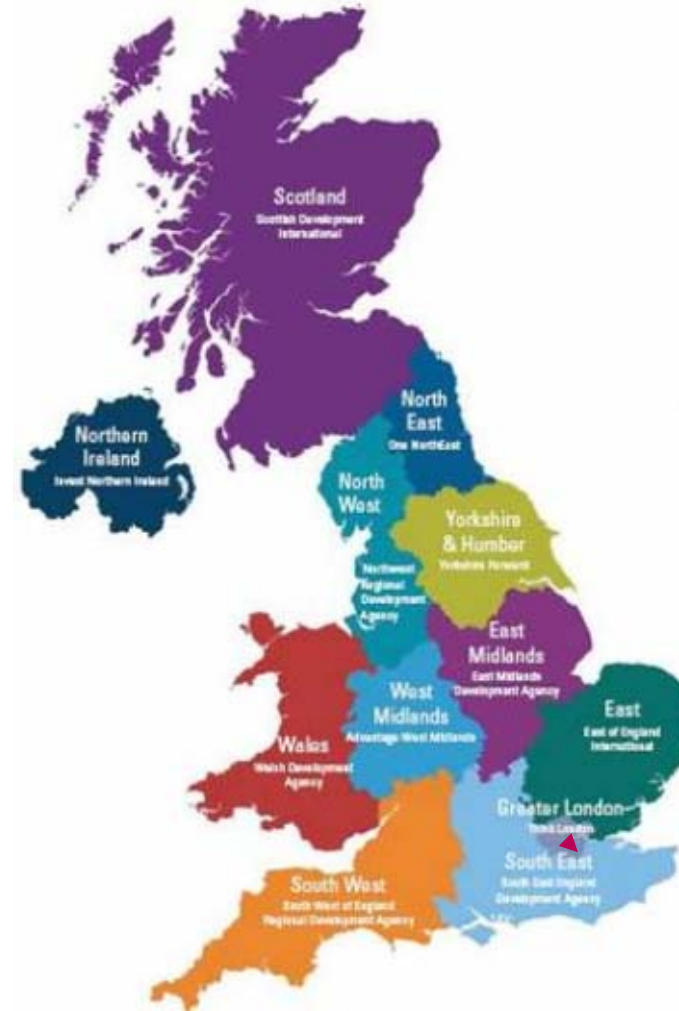 Scotland
Scottish Development
International
North
East
One NorthEast
Northern
Ireland
Invest Northern Ireland
North
West
Yorkshire
& Humber
Yorkshire Forward
Northwest
Regional
Development
Agency
East
Midlands
East Midlands
Development Agency
West
Midlands
Advantage West Midlands
East
East of England
International
Wales
Welsh Development
Agency
Greater London
Think London
South East
South East England
Development Agency
South West
South West of England
Regional Development Agency